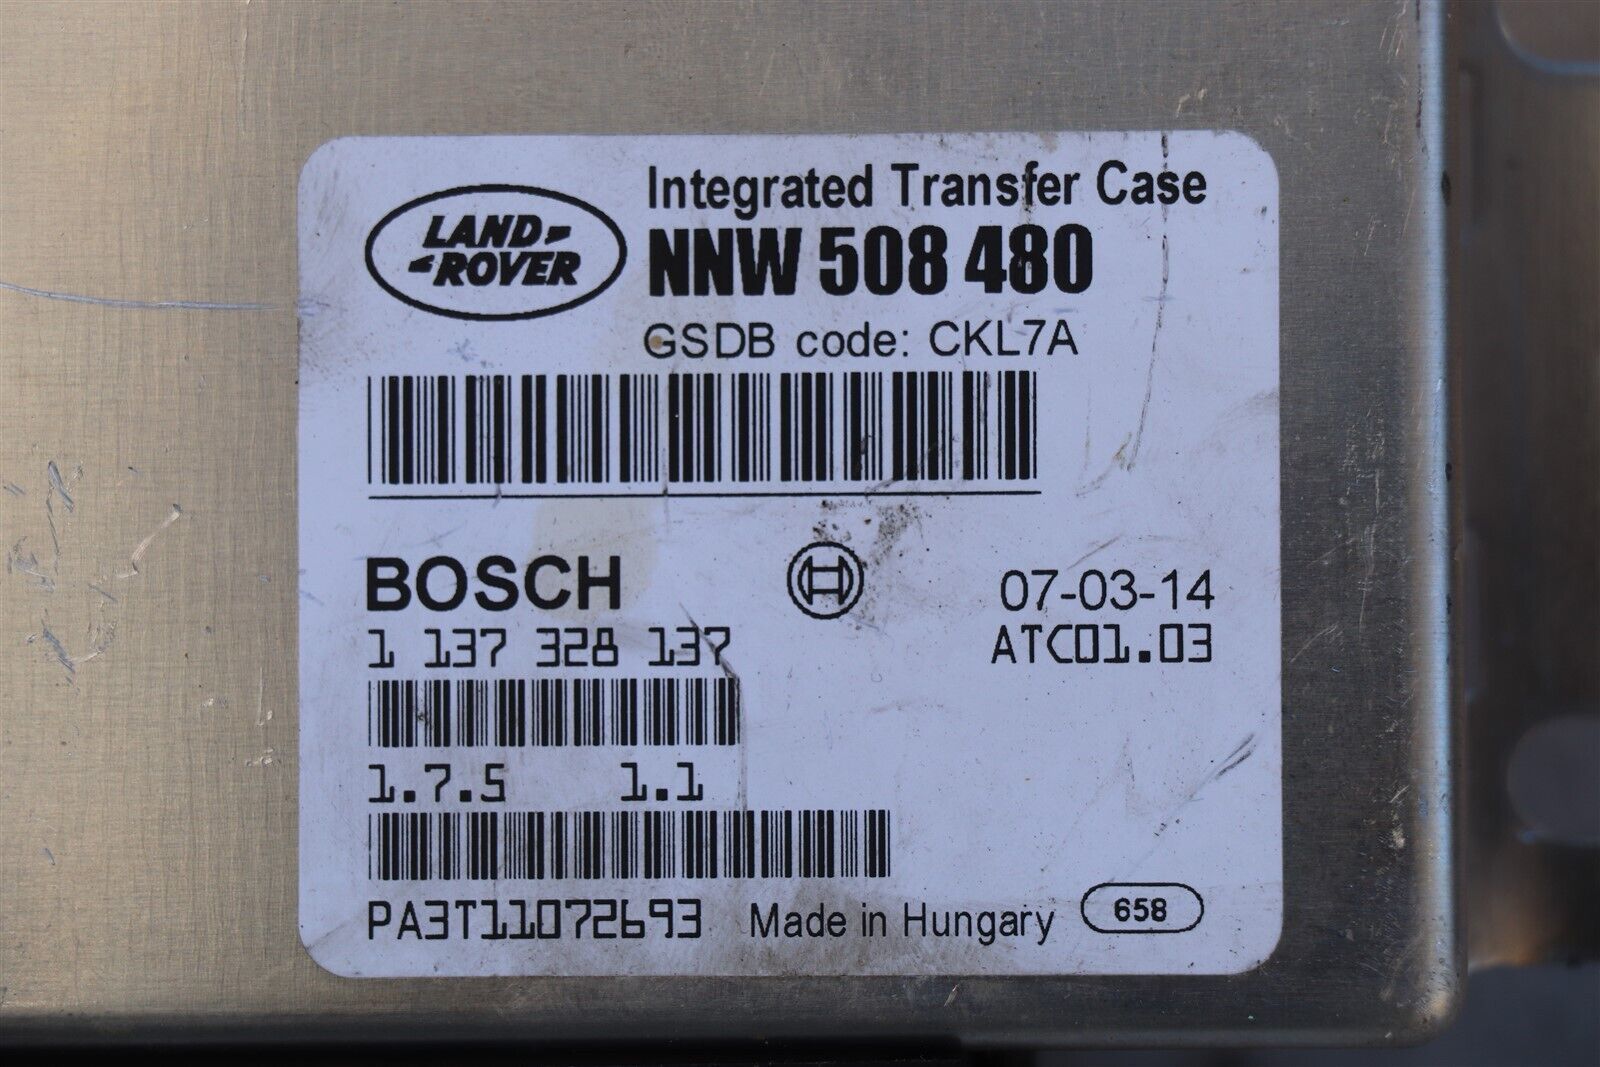 LAND
ROVER
Integrated Transfer Case
NNW 508 480
GSDB code: CKL7A
BOSCH
07-03-14
1 137 328 137
ATC01.03
1.7.5 1.1
PA3T11072693 Made in Hungary 658